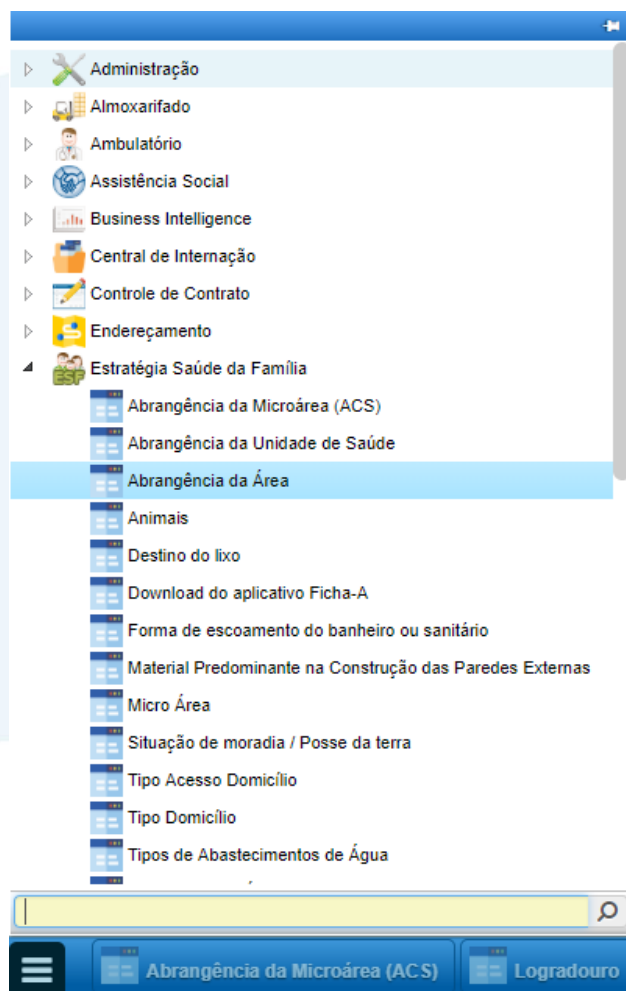 Administração
Almoxarifado
Ambulatório
Assistência Social
Business Intelligence
Central de Internação
Controle de Contrato
Endereçamento
ESF Estratégia Saúde da Família
Abrangência da Microárea (ACS)
Abrangência da Unidade de Saúde
Abrangência da Área
Animais
Destino do lixo
Download do aplicativo Ficha-A
Forma de escoamento do banheiro ou sanitário
Material Predominante na Construção das Paredes Externas
Micro Área
Situação de moradia / Posse da terra
Tipo Acesso Domicílio
Tipo Domicílio
Tipos de Abastecimentos de Água
Abrangência da Microárea (ACS) Logradouro